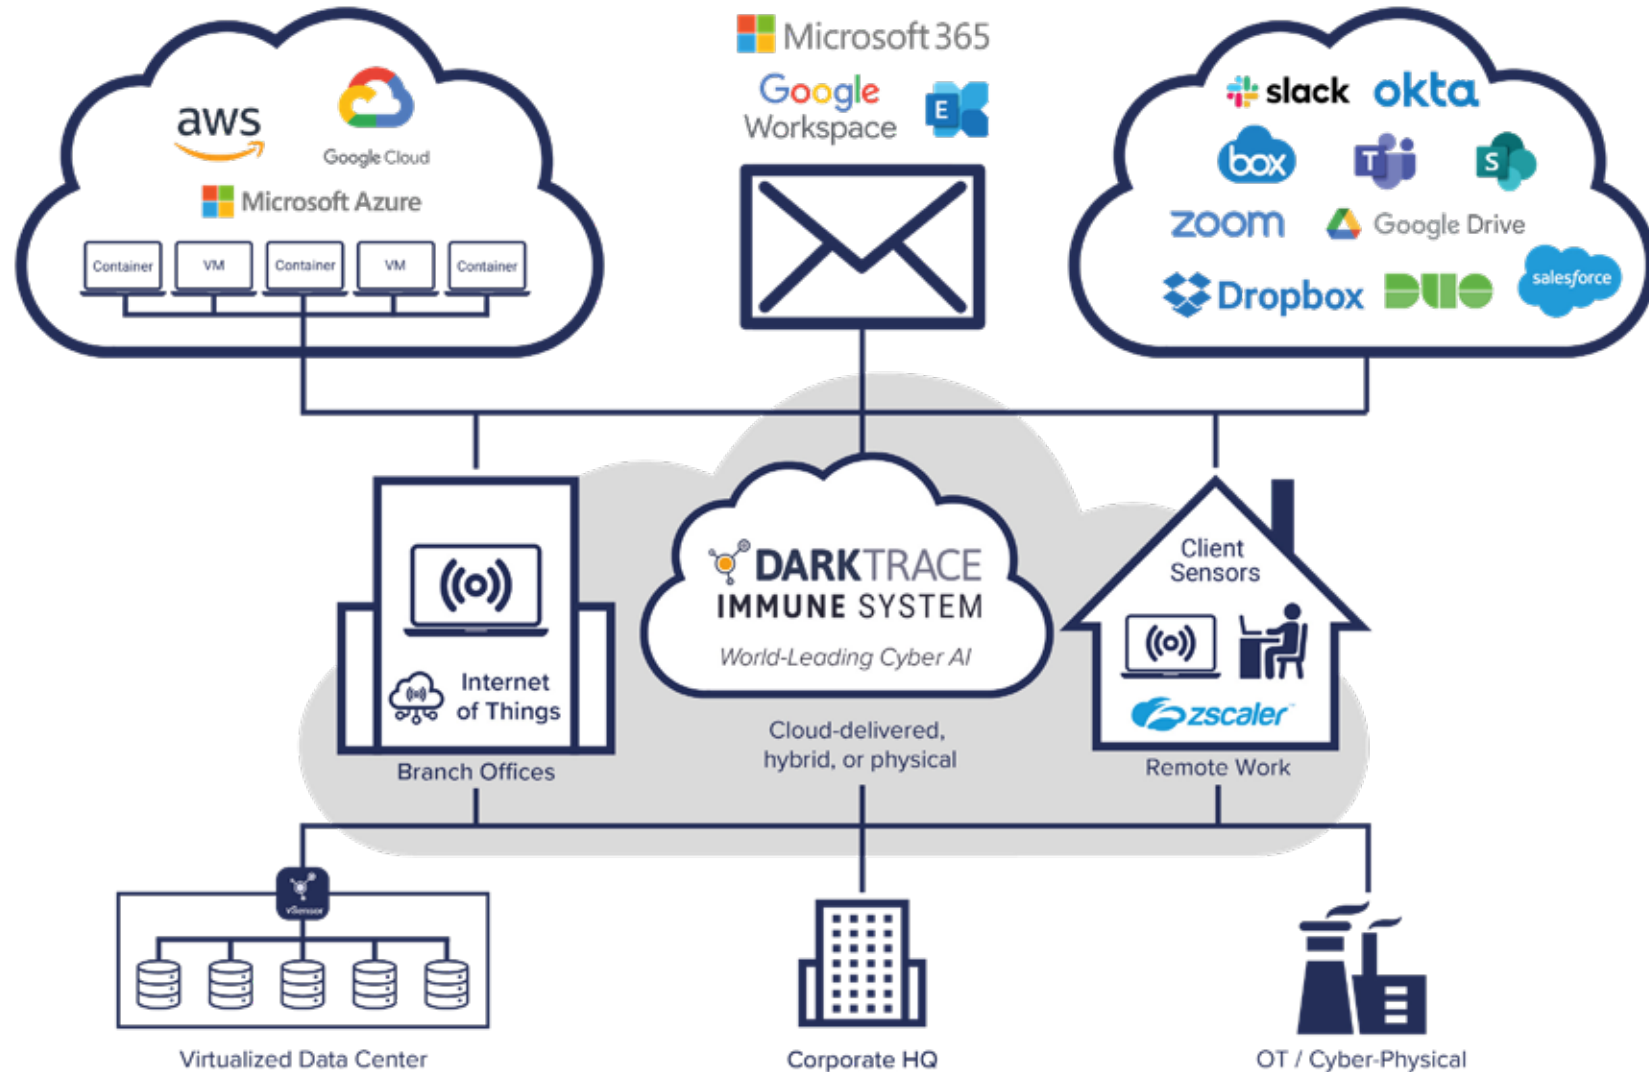 aws
Google Cloud
Microsoft Azure
Container
VM
Container
VM
Container
Microsoft 365
Google
Workspace
E
slack
okta
box
T
S
zoom
Google Drive
Dropbox
DUO
salesforce
Internet
of Things
Branch Offices
DARKTRACE
IMMUNE SYSTEM
World-Leading Cyber AI
Cloud-delivered,
hybrid, or physical
Client
Sensors
zscaler™
Remote Work
vSensor
Virtualized Data Center
Corporate HQ
OT / Cyber-Physical